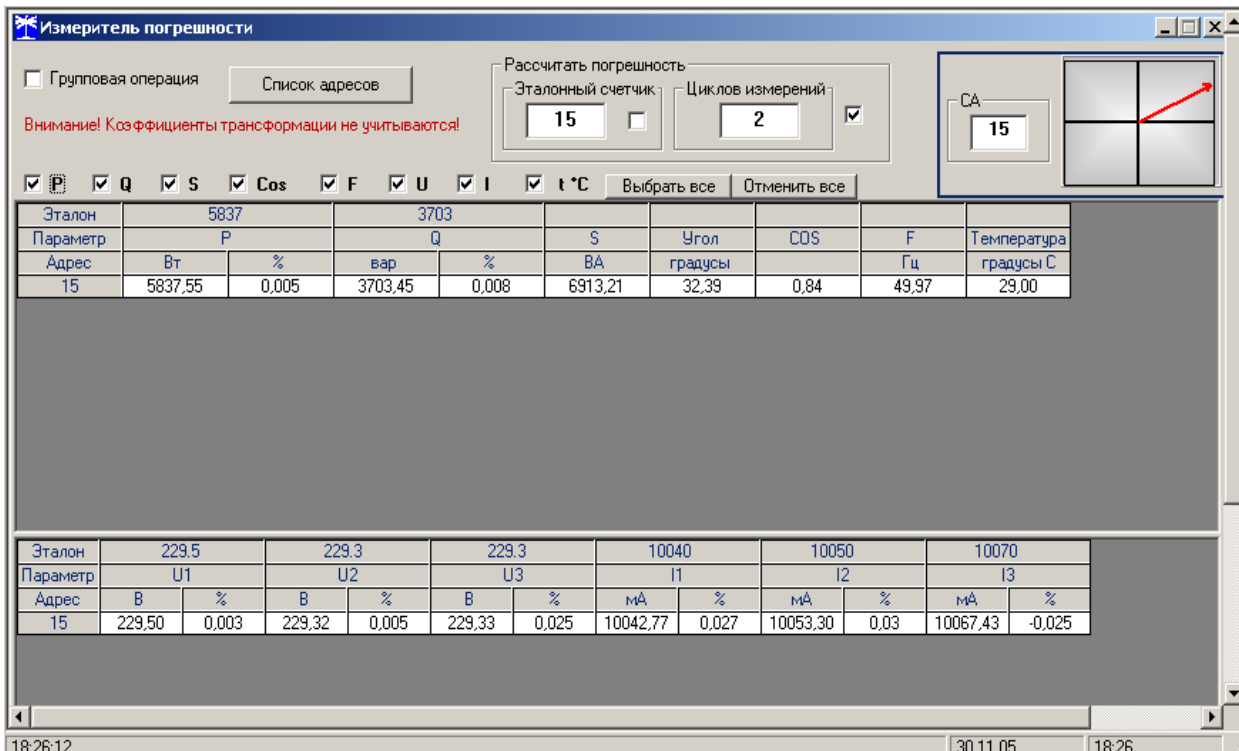 Измеритель погрешности
Групповая операция
Список адресов
Рассчитать погрешность
Эталонный счетчик
Циклов измерений
15
2
CA
15
Внимание! Коэффициенты трансформации не учитываются!
P Q S Cos F U I t °C Выбрать все Отменить все
Эталон 5837 3703
Параметр P Q S Угол COS F Температура
Адрес Вт % вар % ВА градусы Гц градусы С
15 5837,55 0,005 3703,45 0,008 6913,21 32,39 0,84 49,97 29,00
Эталон 229.5 229.3 229.3 10040 10050 10070
Параметр U1 U2 U3 I1 I2 I3
Адрес В % В % В % мА % мА % мА %
15 229,50 0,003 229,32 0,005 229,33 0,025 10042,77 0,027 10053,30 0,03 10067,43 -0,025
18:26:12 30.11.05 18:26